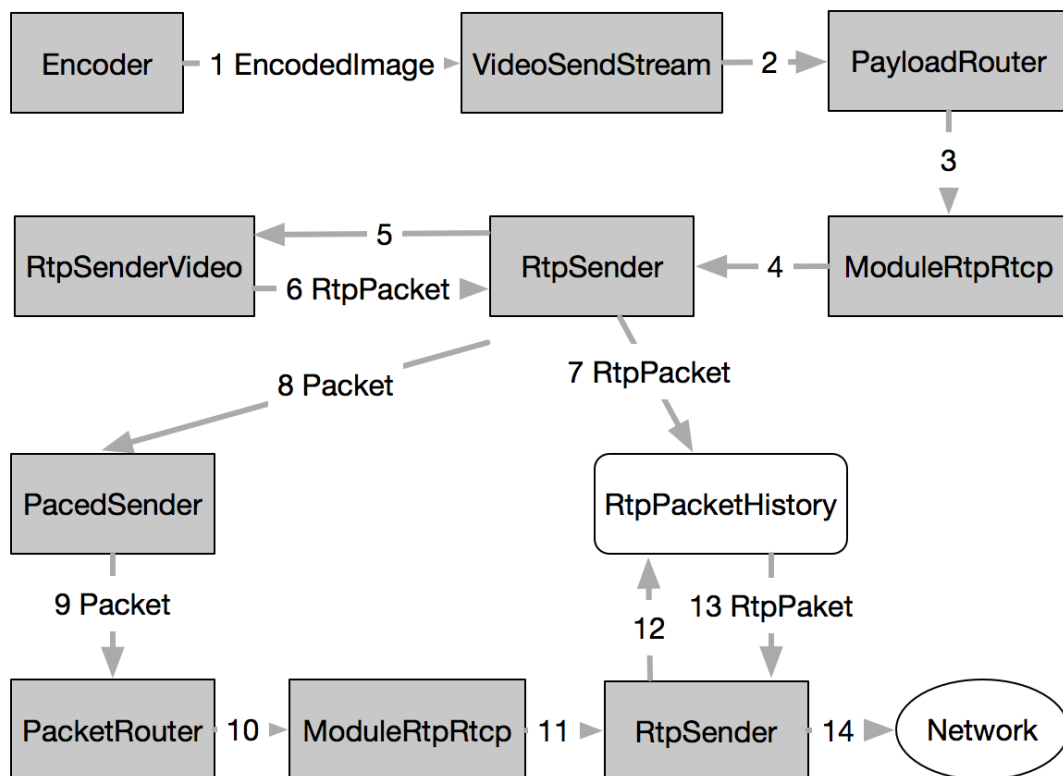 Encoder
1 EncodedImage
VideoSendStream
2
PayloadRouter
3
RtpSenderVideo
5
6 RtpPacket
RtpSender
4
ModuleRtpRtcp
8 Packet
7 RtpPacket
PacedSender
RtpPacketHistory
9 Packet
12
13 RtpPaket
PacketRouter
10
ModuleRtpRtcp
11
RtpSender
14
Network